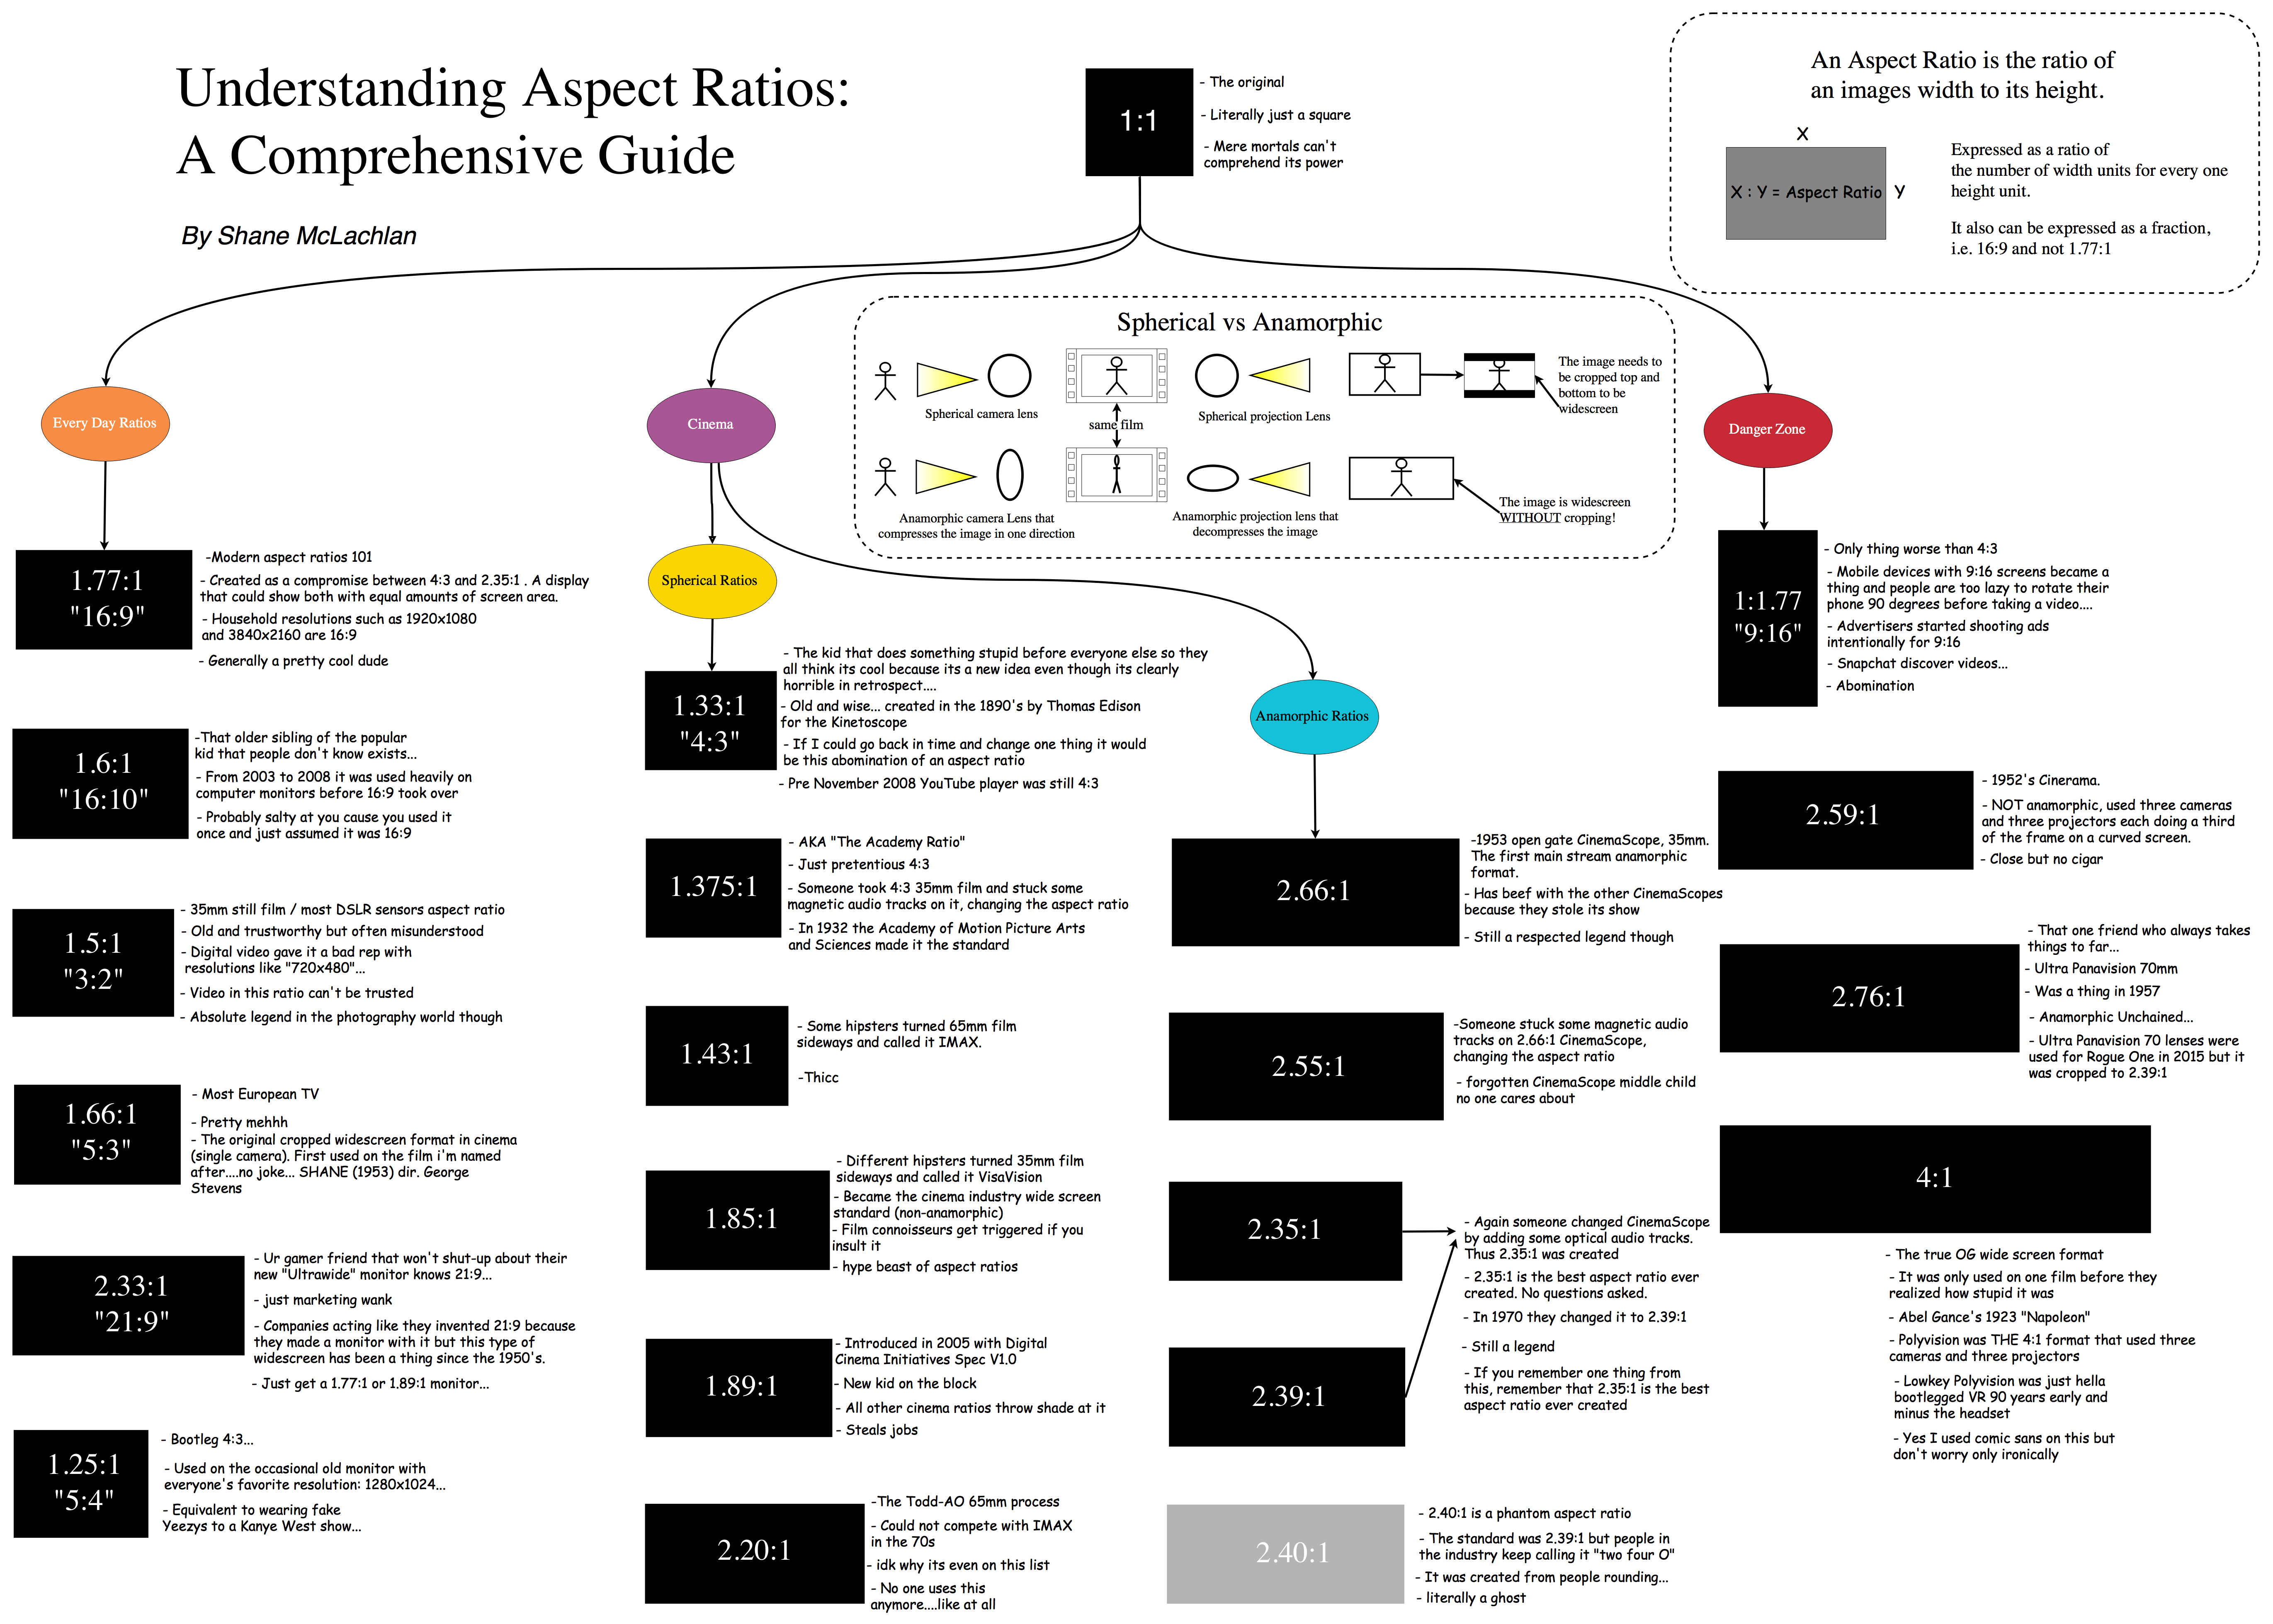 Understanding Aspect Ratios:
A Comprehensive Guide
By Shane McLachlan
1:1
- The original
- Literally just a square
- Mere mortals can't
comprehend its power
An Aspect Ratio is the ratio of
an images width to its height.
X
X : Y = Aspect Ratio
Y
Expressed as a ratio of
the number of width units for every one
height unit.
It also can be expressed as a fraction,
i.e. 16:9 and not 1.77:1
Spherical vs Anamorphic
Spherical camera lens
same film
Spherical projection Lens
The image needs to
be cropped top and
bottom to be
widescreen
Anamorphic camera Lens that
compresses the image in one direction
Anamorphic projection lens that
decompresses the image
The image is widescreen
WITHOUT cropping!
Every Day Ratios
1.77:1
"16:9"
-Modern aspect ratios 101
- Created as a compromise between 4:3 and 2.35:1 . A display
that could show both with equal amounts of screen area.
- Household resolutions such as 1920x1080
and 3840x2160 are 16:9
- Generally a pretty cool dude
1.6:1
"16:10"
-That older sibling of the popular
kid that people don't know exists...
- From 2003 to 2008 it was used heavily on
computer monitors before 16:9 took over
- Probably salty at you cause you used it
once and just assumed it was 16:9
1.5:1
"3:2"
- 35mm still film / most DSLR sensors aspect ratio
- Old and trustworthy but often misunderstood
- Digital video gave it a bad rep with
resolutions like "720x480"...
- Video in this ratio can't be trusted
- Absolute legend in the photography world though
1.66:1
"5:3"
- Most European TV
- Pretty mehhh
- The original cropped widescreen format in cinema
(single camera). First used on the film i'm named
after....no joke... SHANE (1953) dir. George
Stevens
2.33:1
"21:9"
- Ur gamer friend that won't shut-up about their
new "Ultrawide" monitor knows 21:9...
- just marketing wank
- Companies acting like they invented 21:9 because
they made a monitor with it but this type of
widescreen has been a thing since the 1950's.
- Just get a 1.77:1 or 1.89:1 monitor...
1.25:1
"5:4"
- Bootleg 4:3...
- Used on the occasional old monitor with
everyone's favorite resolution: 1280x1024...
- Equivalent to wearing fake
Yeezys to a Kanye West show...
Cinema
Spherical Ratios
1.33:1
"4:3"
- The kid that does something stupid before everyone else so they
all think its cool because its a new idea even though its clearly
horrible in retrospect....
- Old and wise... created in the 1890's by Thomas Edison
for the Kinetoscope
- If I could go back in time and change one thing it would
be this abomination of an aspect ratio
- Pre November 2008 YouTube player was still 4:3
1.375:1
- AKA "The Academy Ratio"
- Just pretentious 4:3
- Someone took 4:3 35mm film and stuck some
magnetic audio tracks on it, changing the aspect ratio
- In 1932 the Academy of Motion Picture Arts
and Sciences made it the standard
1.43:1
- Some hipsters turned 65mm film
sideways and called it IMAX.
-Thicc
1.85:1
- Different hipsters turned 35mm film
sideways and called it VisaVision
- Became the cinema industry wide screen
standard (non-anamorphic)
- Film connoisseurs get triggered if you
insult it
- hype beast of aspect ratios
1.89:1
- Introduced in 2005 with Digital
Cinema Initiatives Spec V1.0
- New kid on the block
- All other cinema ratios throw shade at it
- Steals jobs
2.20:1
-The Todd-AO 65mm process
- Could not compete with IMAX
in the 70s
- idk why its even on this list
- No one uses this
anymore....like at all
Anamorphic Ratios
2.66:1
-1953 open gate CinemaScope, 35mm.
The first main stream anamorphic
format.
- Has beef with the other CinemaScopes
because they stole its show
- Still a respected legend though
2.55:1
-Someone stuck some magnetic audio
tracks on 2.66:1 CinemaScope,
changing the aspect ratio
- forgotten CinemaScope middle child
no one cares about
2.35:1
2.39:1
- Again someone changed CinemaScope
by adding some optical audio tracks.
Thus 2.35:1 was created
- 2.35:1 is the best aspect ratio ever
created. No questions asked.
- In 1970 they changed it to 2.39:1
- Still a legend
- If you remember one thing from
this, remember that 2.35:1 is the best
aspect ratio ever created
2.40:1
- 2.40:1 is a phantom aspect ratio
- The standard was 2.39:1 but people in
the industry keep calling it "two four O"
- It was created from people rounding...
- literally a ghost
Danger Zone
1:1.77
"9:16"
- Only thing worse than 4:3
- Mobile devices with 9:16 screens became a
thing and people are too lazy to rotate their
phone 90 degrees before taking a video....
- Advertisers started shooting ads
intentionally for 9:16
- Snapchat discover videos...
- Abomination
2.59:1
- 1952's Cinerama.
- NOT anamorphic, used three cameras
and three projectors each doing a third
of the frame on a curved screen.
- Close but no cigar
2.76:1
- That one friend who always takes
things to far...
- Ultra Panavision 70mm
- Was a thing in 1957
- Anamorphic Unchained...
- Ultra Panavision 70 lenses were
used for Rogue One in 2015 but it
was cropped to 2.39:1
4:1
- The true OG wide screen format
- It was only used on one film before they
realized how stupid it was
- Abel Gance's 1923 "Napoleon"
- Polyvision was THE 4:1 format that used three
cameras and three projectors
- Lowkey Polyvision was just hella
bootlegged VR 90 years early and
minus the headset
- Yes I used comic sans on this but
don't worry only ironically